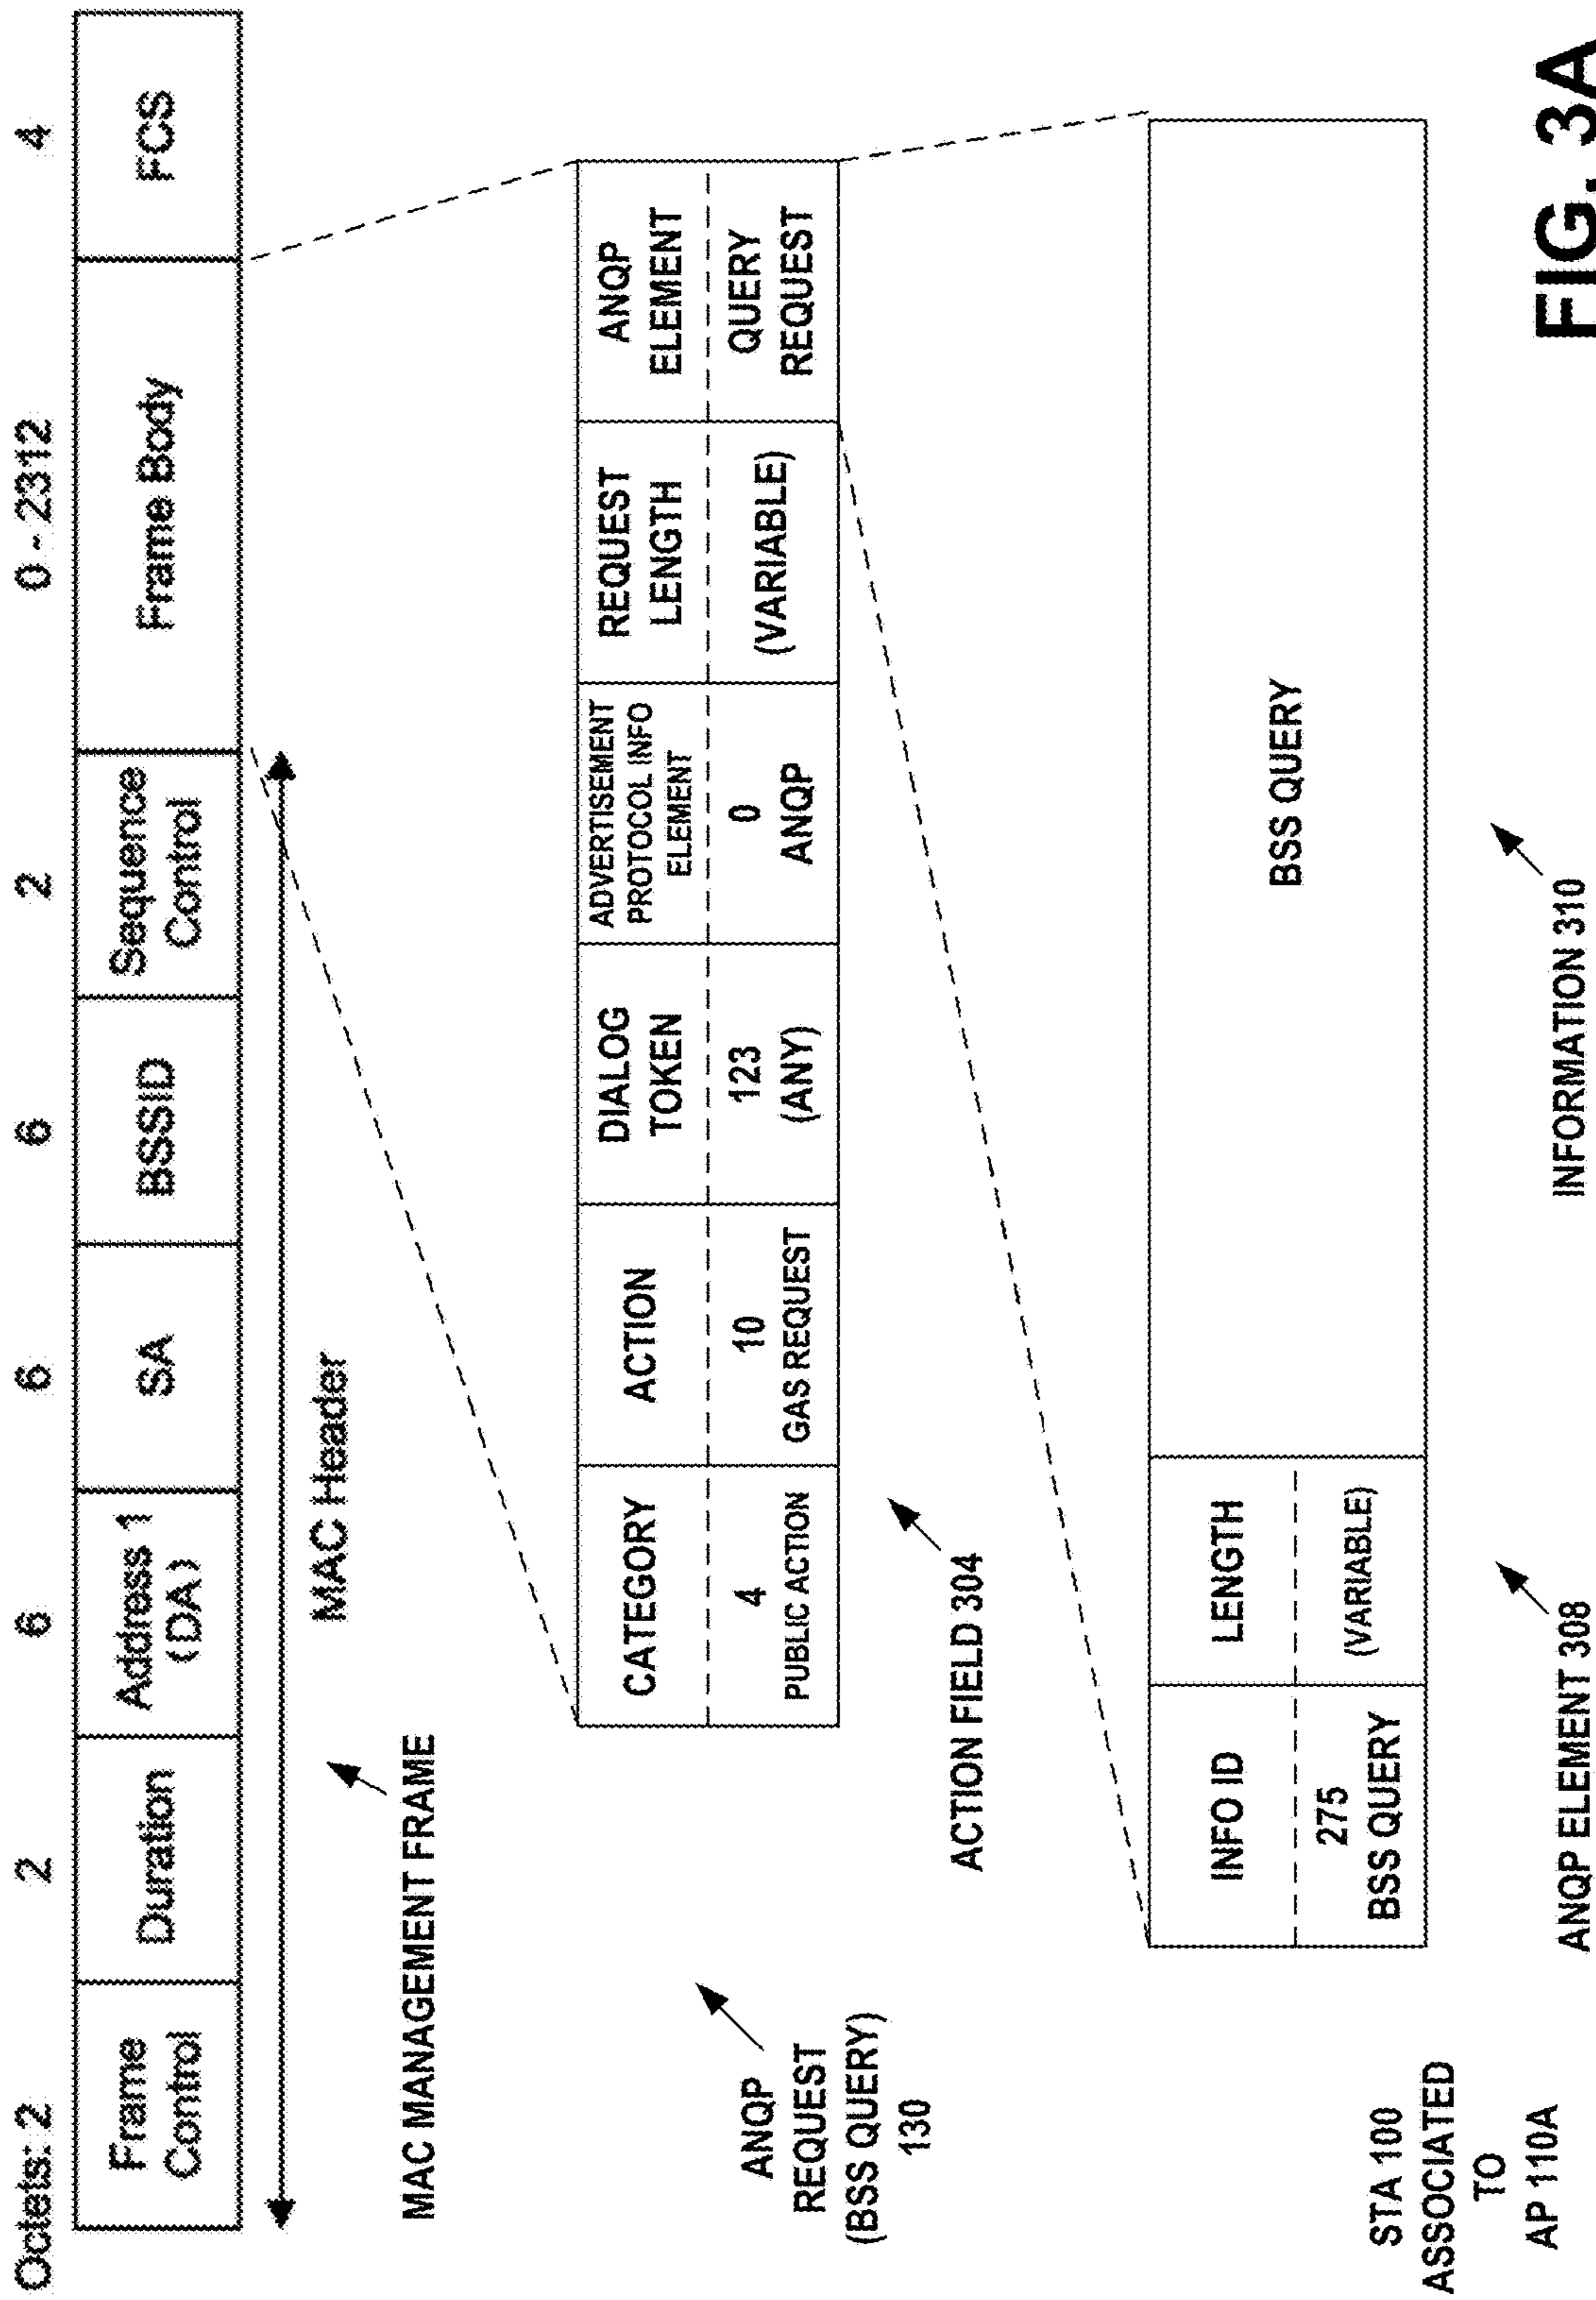 Octets: 2 2 6 6 6 2 0 - 2312 4
Frame
Control
Duration
Address 1
(DA)
SA
BSSID
Sequence
Control
Frame Body
FCS
MAC Header
MAC MANAGEMENT FRAME
ANQP
REQUEST
(BSS QUERY)
130
CATEGORY
4
PUBLIC ACTION
ACTION
10
GAS REQUEST
DIALOG
TOKEN
123
(ANY)
ADVERTISEMENT
PROTOCOL INFO
ELEMENT
0
ANQP
REQUEST
LENGTH
(VARIABLE)
ANQP
ELEMENT
QUERY
REQUEST
ACTION FIELD 304
INFO ID
275
BSS QUERY
LENGTH
(VARIABLE)
BSS QUERY
STA 100
ASSOCIATED
TO
AP 110A
ANQP ELEMENT 308
INFORMATION 310
FIG. 3A